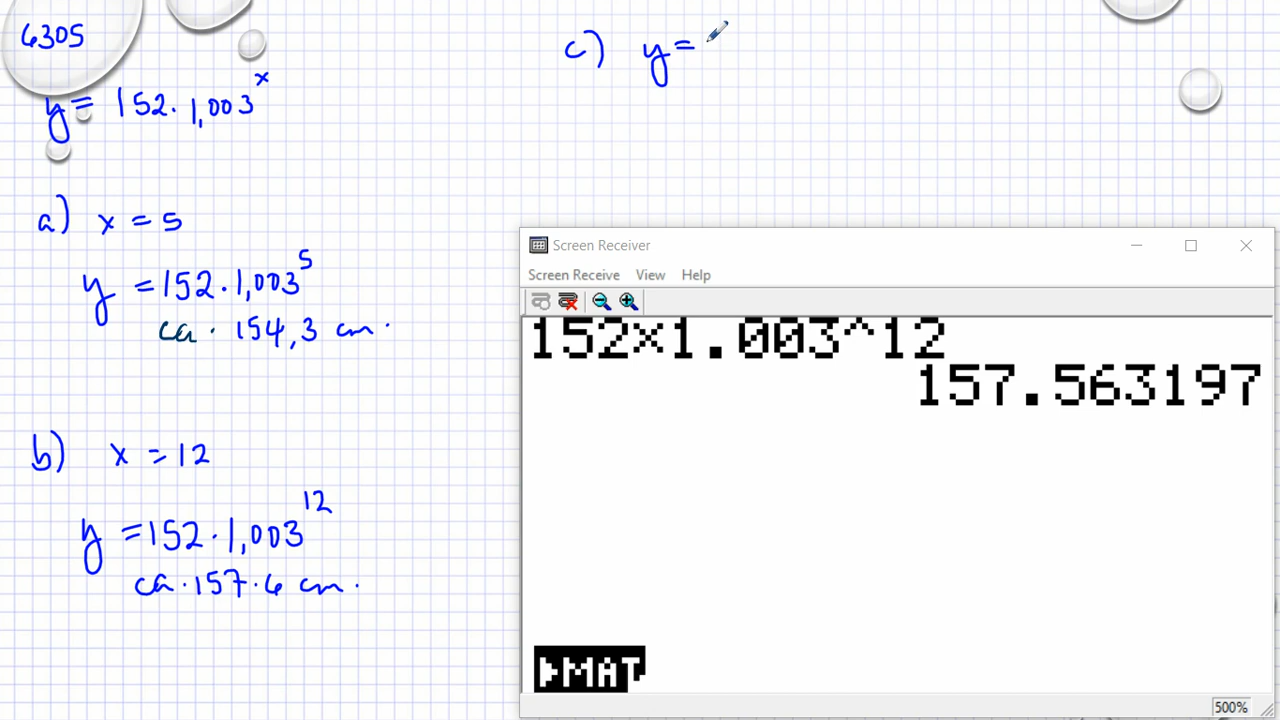 6305
y = 152 · 1,003^x
a) x = 5
y = 152 · 1,003^5
ca · 154,3 cm ·
b) x = 12
y = 152 · 1,003^12
ca · 157 · 6 cm ·
c) y =
Screen Receiver
Screen Receive View Help
152×1.003^12
157.563197
▶MAT
500%